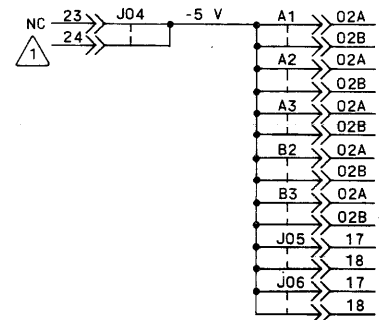 NC 23 J04 -5 V A1 02A
24 02B
1
A2 02A
02B
A3 02A
02B
B2 02A
02B
B3 02A
02B
J05 17
18
J06 17
18